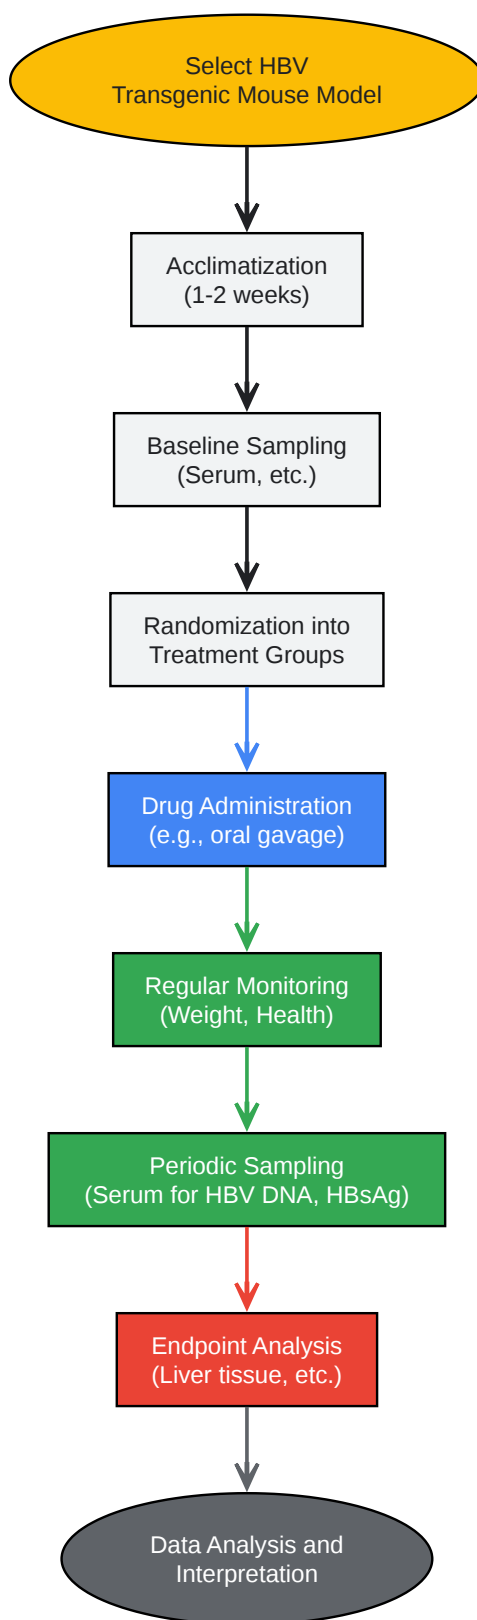 Select HBV
Transgenic Mouse Model
Acclimatization
(1-2 weeks)
Baseline Sampling
(Serum, etc.)
Randomization into
Treatment Groups
Drug Administration
(e.g., oral gavage)
Regular Monitoring
(Weight, Health)
Periodic Sampling
(Serum for HBV DNA, HBsAg)
Endpoint Analysis
(Liver tissue, etc.)
Data Analysis and
Interpretation